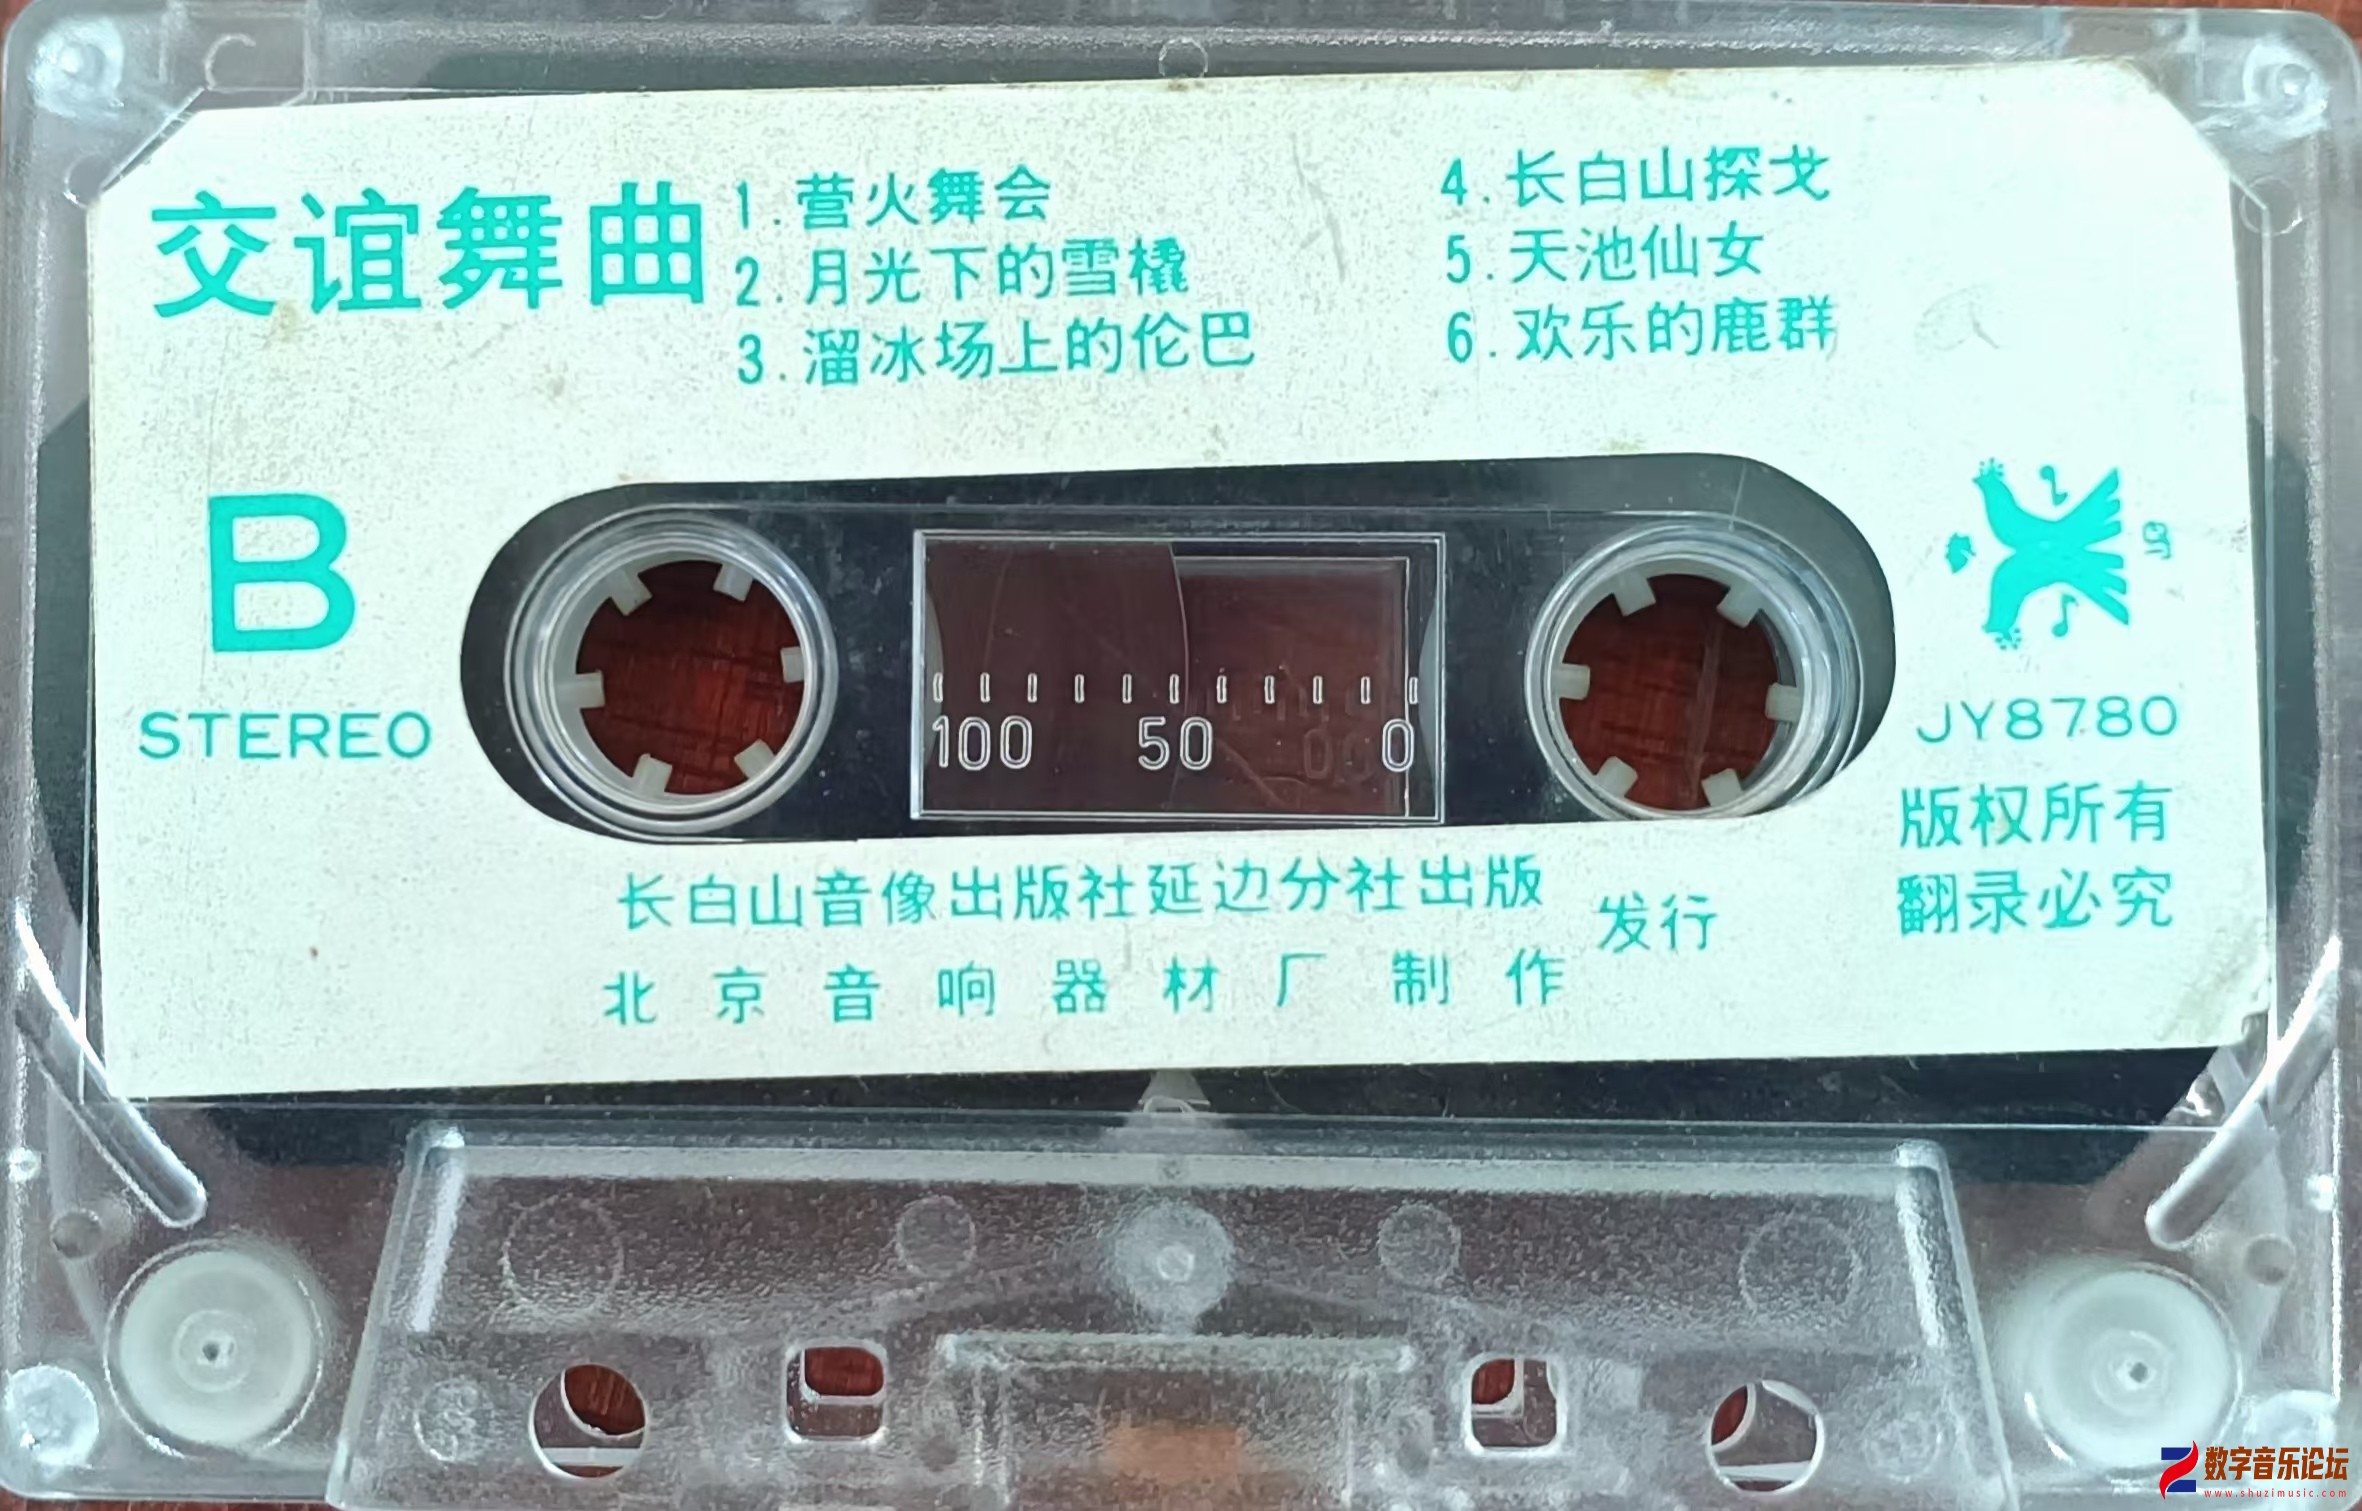 交谊舞曲
1.营火舞会
2.月光下的雪橇
3.溜冰场上的伦巴
4.长白山探戈
5.天池仙女
6.欢乐的鹿群
B
STEREO
100 50 0
JY8780
版权所有
翻录必究
长白山音像出版社延边分社出版
北京音响器材厂制作
发行
数字音乐论坛
www.shuzimusic.com